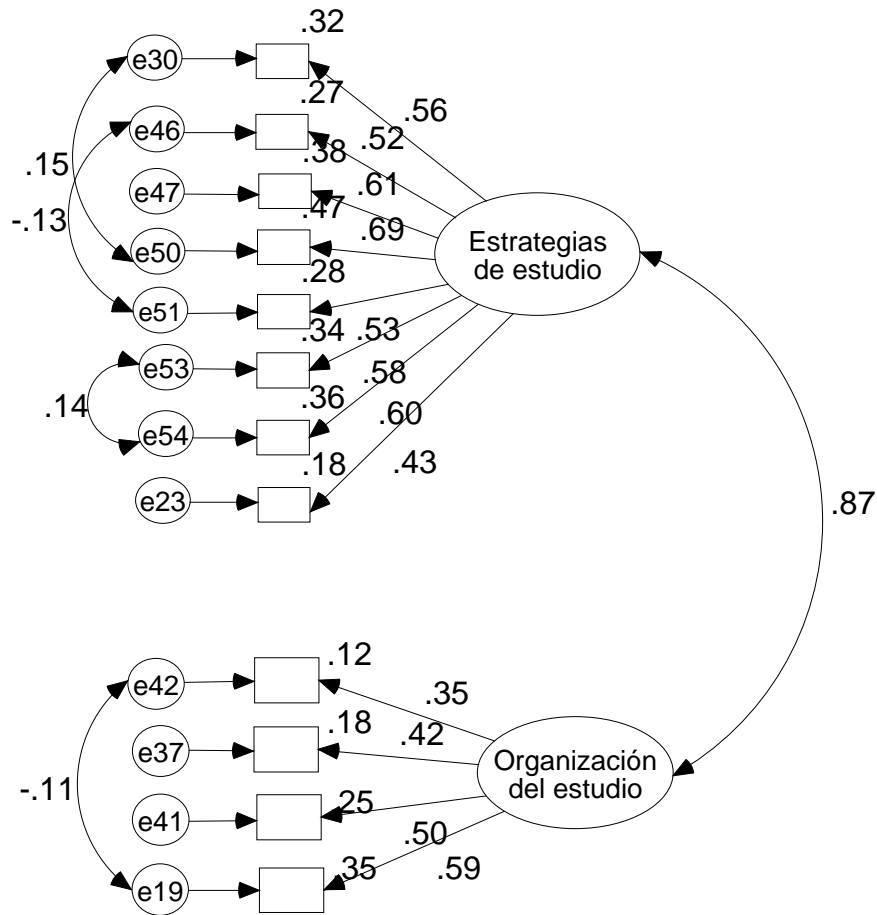 .32
e30
.27
.56
e46
.52
.38
.15
.61
e47
.47
-.13
.69
Estrategias
de estudio
e50
.28
e51
.34
.53
e53
.58
.36
.14
.60
e54
.43
.18
e23
.87
.12
e42
.35
.18
.42
e37
Organización
del estudio
-.11
.25
e41
.50
.35
.59
e19